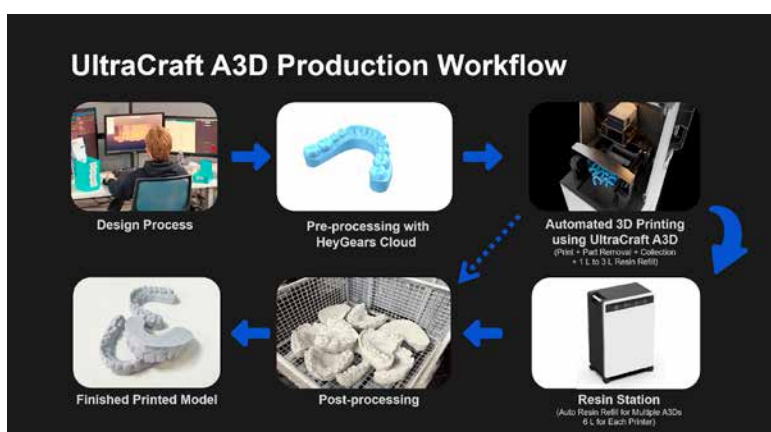 UltraCraft A3D Production Workflow
Design Process
Pre-processing with
HeyGears Cloud
Automated 3D Printing
using UltraCraft A3D
(Print + Part Removal + Collection
+ 1 L to 3 L Resin Refill)
Finished Printed Model
Post-processing
Resin Station
(Auto Resin Refill for Multiple A3Ds
6 L for Each Printer)